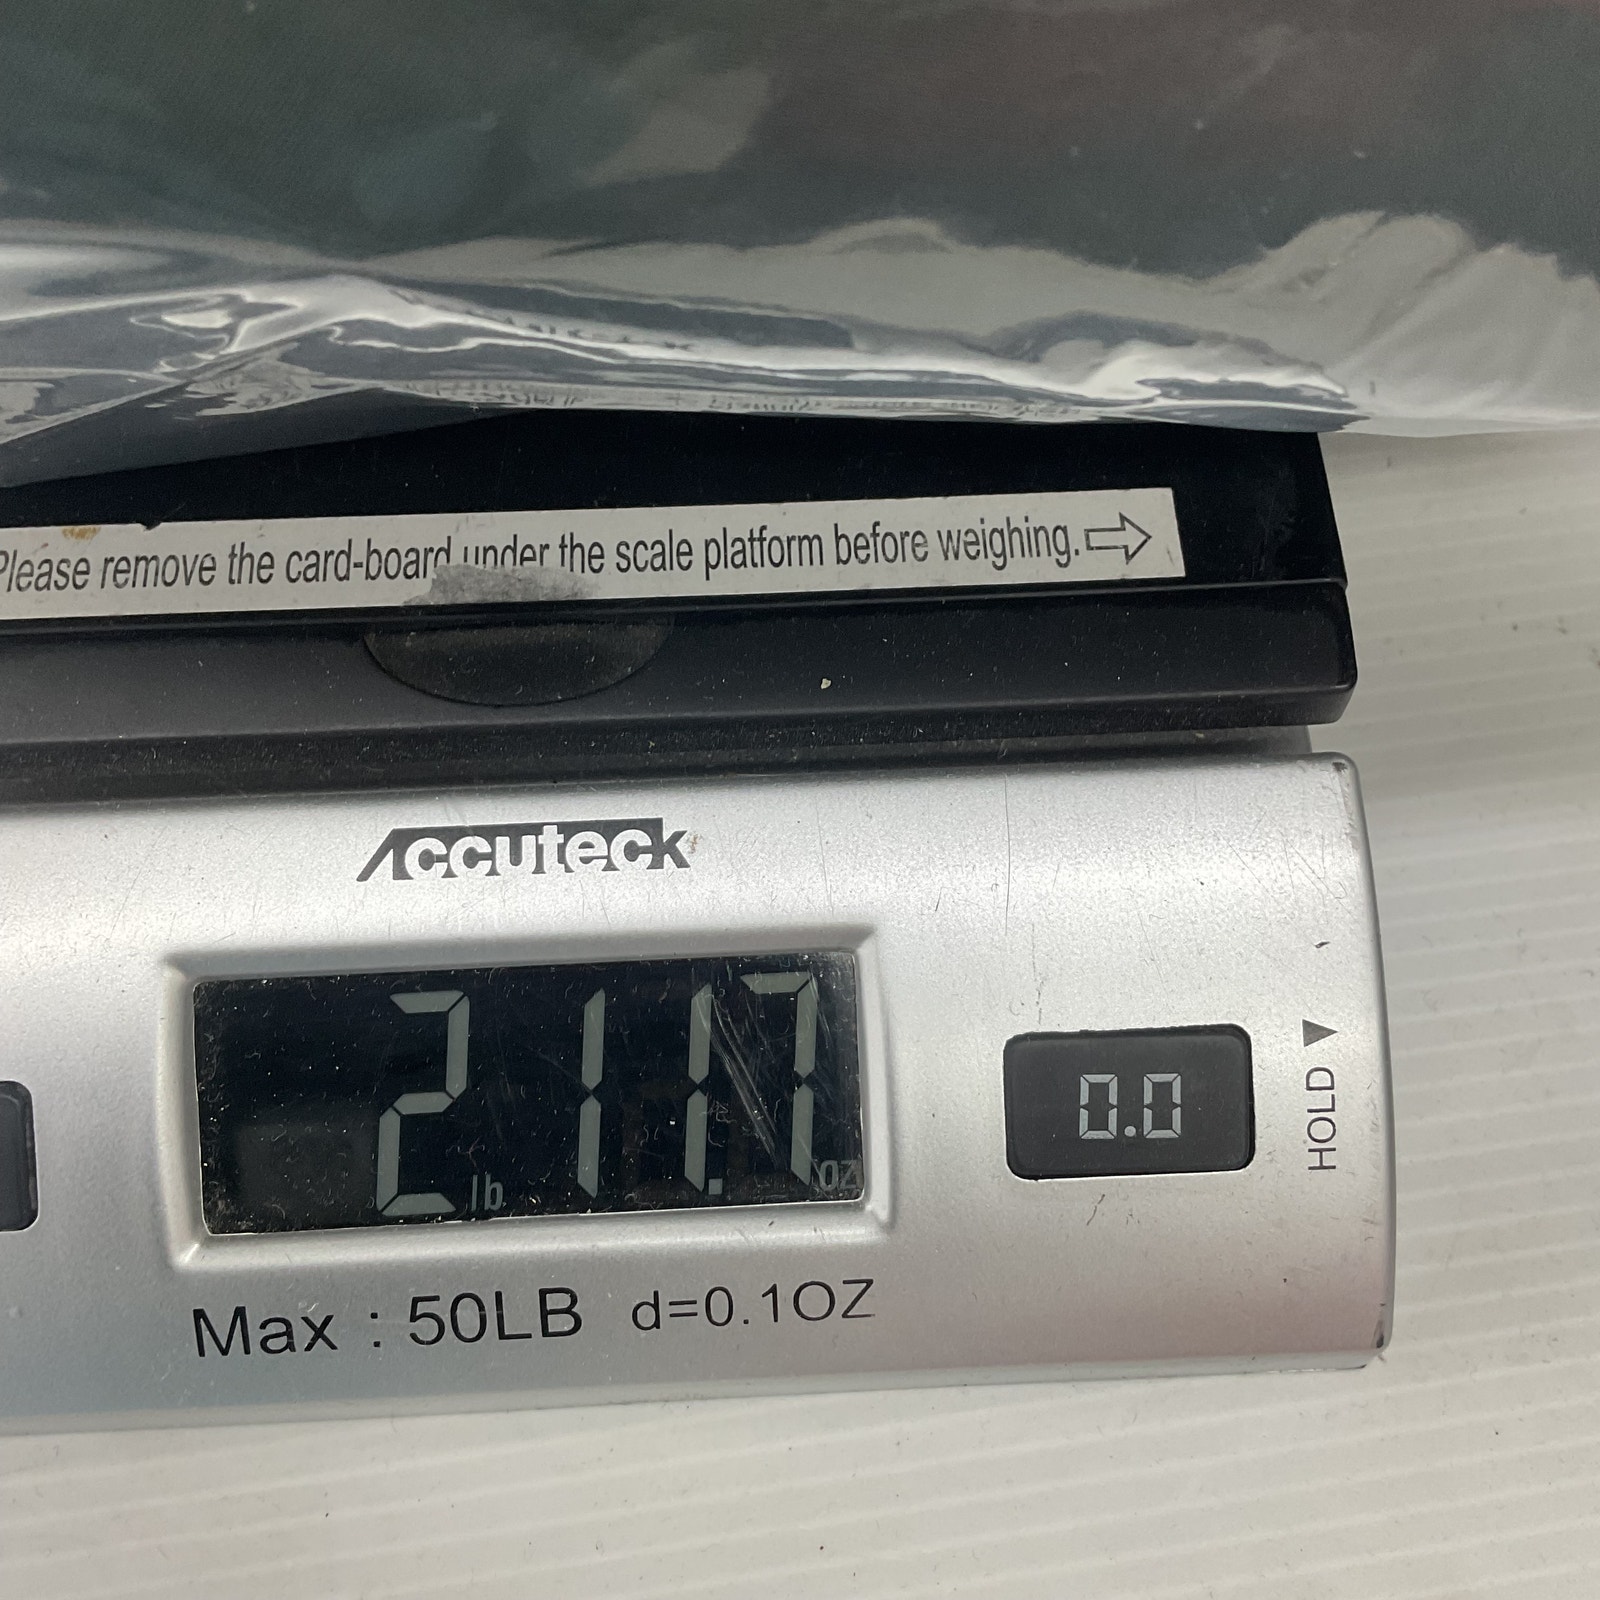 Please remove the card-board under the scale platform before weighing.
Accuteck
2 lb 11.7 oz
0.0
HOLD ▼
Max : 50LB d=0.1OZ